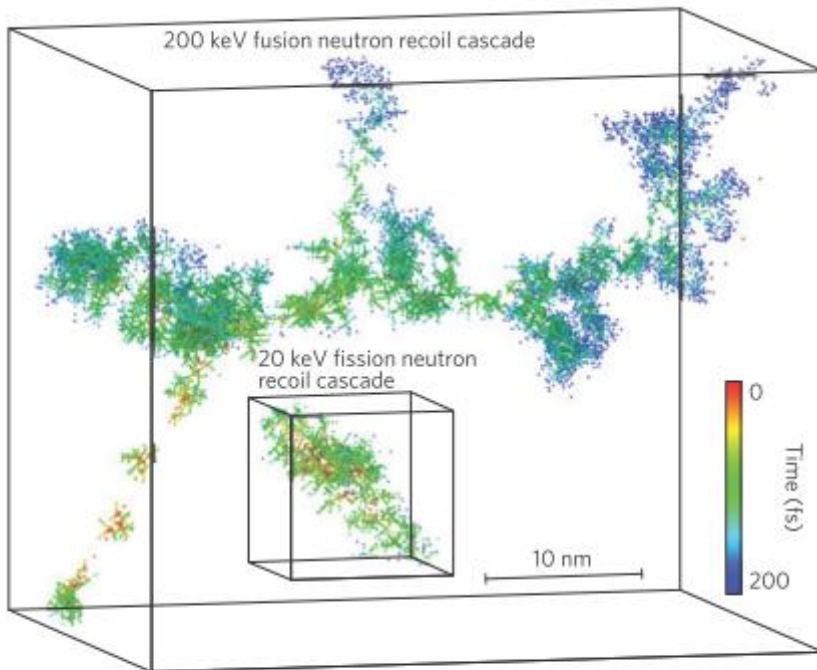 200 keV fusion neutron recoil cascade
20 keV fission neutron
recoil cascade
0
Time (fs)
10 nm
200